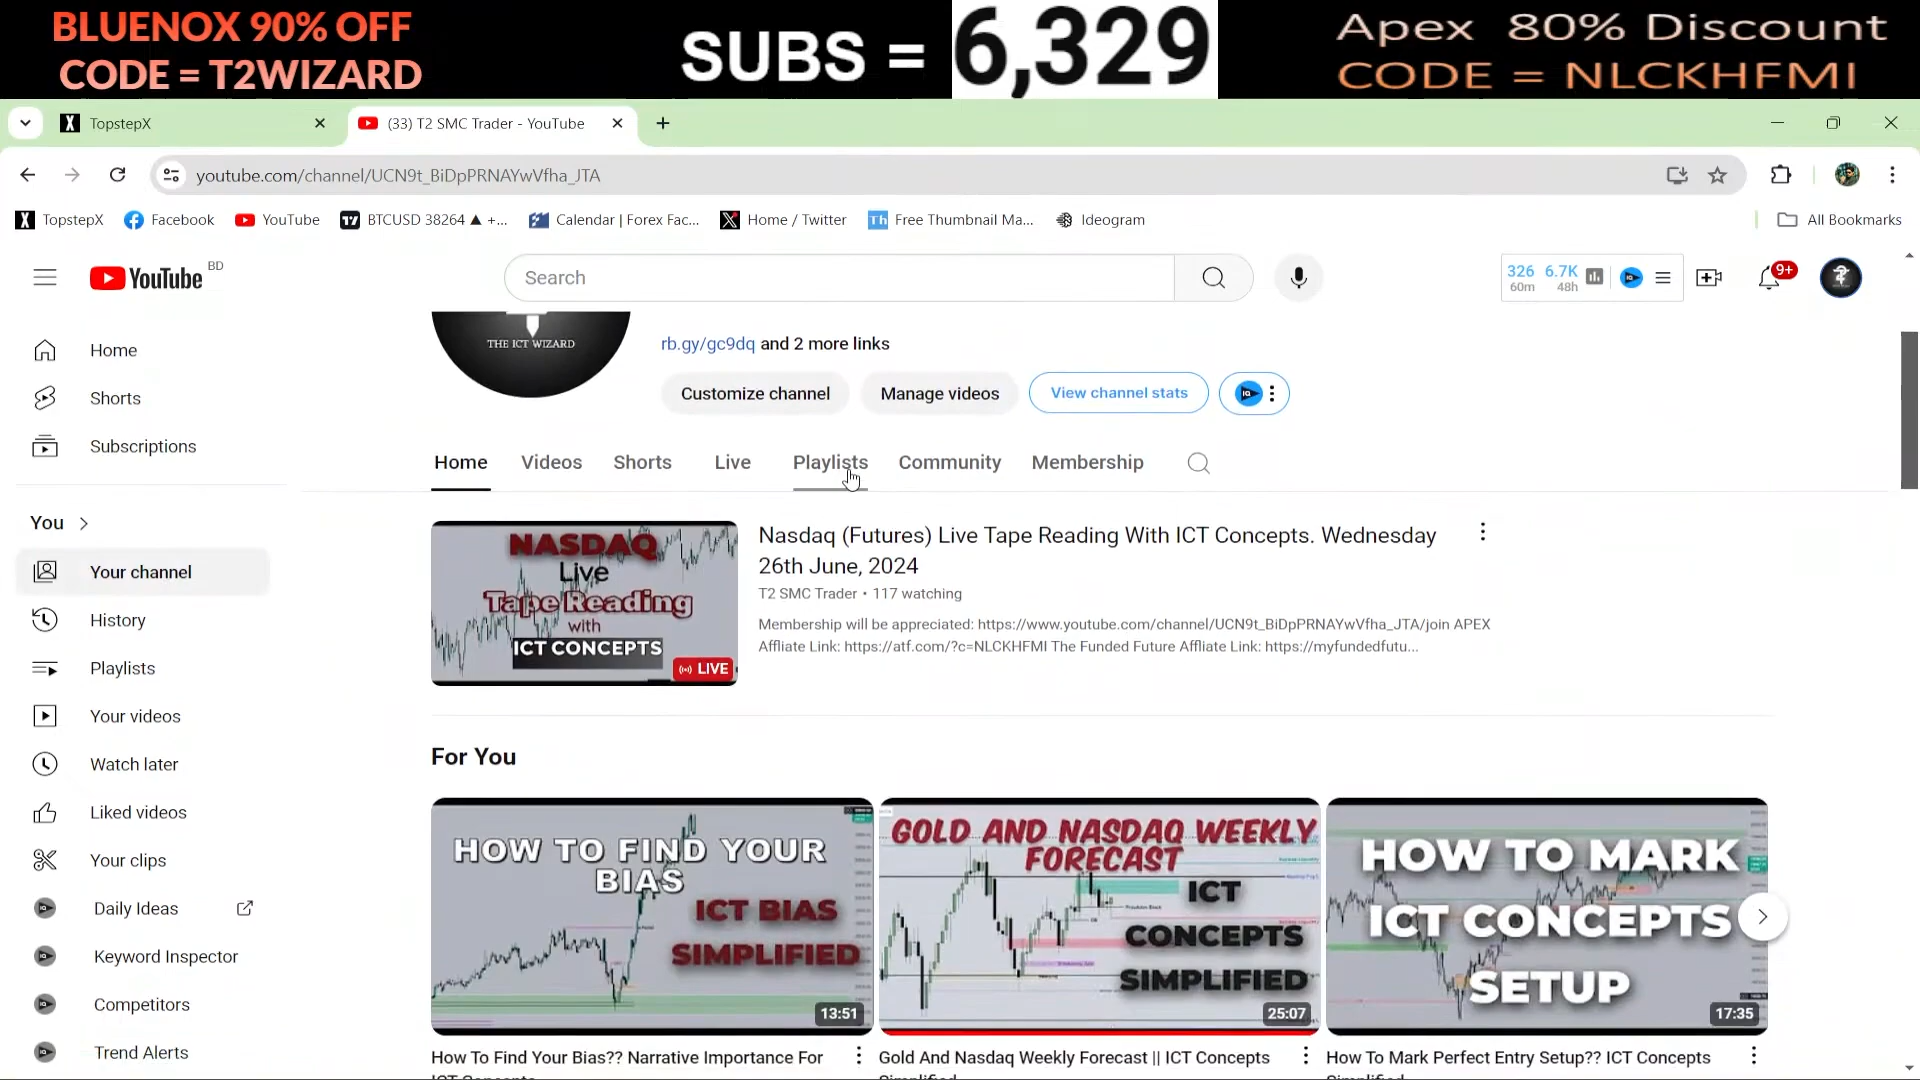 BLUENOX 90% OFF
CODE = T2WIZARD
SUBS = 6,329
Apex 80% Discount
CODE = NLCKHFMI
TopstepX
(33) T2 SMC Trader - YouTube
youtube.com/channel/UCN9t_BiDpPRNAYwVfha_JTA
TopstepX
Facebook
YouTube
BTCUSD 38264 ▲ +...
Calendar | Forex Fac...
Home / Twitter
Free Thumbnail Ma...
Ideogram
All Bookmarks
YouTube BD
Search
326 6.7K
60m 48h
9+
Home
Shorts
Subscriptions
You
Your channel
History
Playlists
Your videos
Watch later
Liked videos
Your clips
Daily Ideas
Keyword Inspector
Competitors
Trend Alerts
THE ICT WIZARD
rb.gy/gc9dq and 2 more links
Customize channel
Manage videos
View channel stats
Home
Videos
Shorts
Live
Playlists
Community
Membership
NASDAQ
Live
Tape Reading
with
ICT CONCEPTS
LIVE
Nasdaq (Futures) Live Tape Reading With ICT Concepts. Wednesday
26th June, 2024
T2 SMC Trader • 117 watching
Membership will be appreciated: https://www.youtube.com/channel/UCN9t_BiDpPRNAYwVfha_JTA/join APEX
Affliate Link: https://atf.com/?c=NLCKHFMI The Funded Future Affliate Link: https://myfundedfutu...
For You
HOW TO FIND YOUR
BIAS
ICT BIAS
SIMPLIFIED
13:51
How To Find Your Bias?? Narrative Importance For
ICT Concepts
GOLD AND NASDAQ WEEKLY
FORECAST
ICT
CONCEPTS
SIMPLIFIED
25:07
Gold And Nasdaq Weekly Forecast || ICT Concepts
Simplified
HOW TO MARK
ICT CONCEPTS
SETUP
17:35
How To Mark Perfect Entry Setup?? ICT Concepts
Simplified